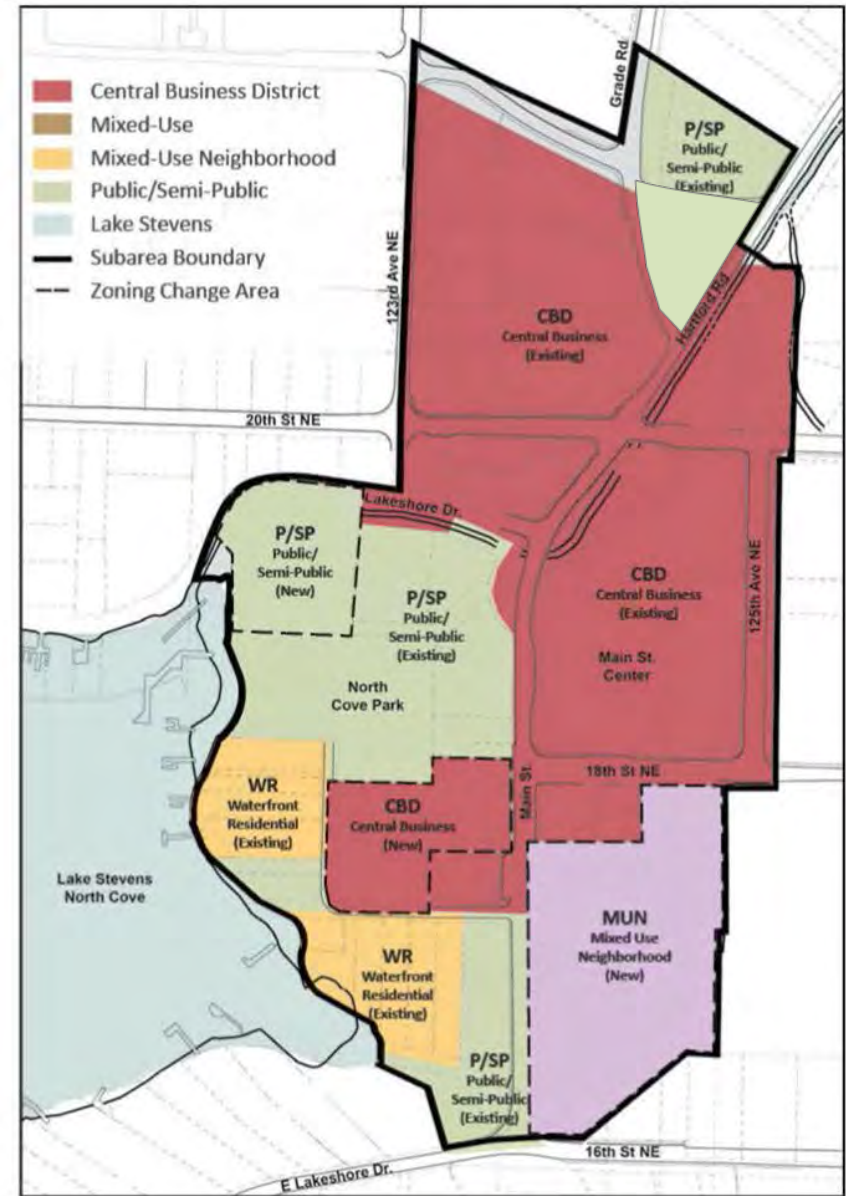 Central Business District
Mixed-Use
Mixed-Use Neighborhood
Public/Semi-Public
Lake Stevens
Subarea Boundary
Zoning Change Area
Grade Rd
P/SP
Public/
Semi-Public
(Existing)
123rd Ave NE
Hartford Rd
CBD
Central Business
(Existing)
20th St NE
Lakeshore Dr.
P/SP
Public/
Semi-Public
(New)
P/SP
Public/
Semi-Public
(Existing)
CBD
Central Business
(Existing)
125th Ave NE
Main St.
Center
North
Cove Park
18th St NE
Main St.
WR
Waterfront
Residential
(Existing)
CBD
Central Business
(New)
Lake Stevens
North Cove
MUN
Mixed Use
Neighborhood
(New)
WR
Waterfront
Residential
(Existing)
P/SP
Public/
Semi-Public
(Existing)
16th St NE
E Lakeshore Dr.